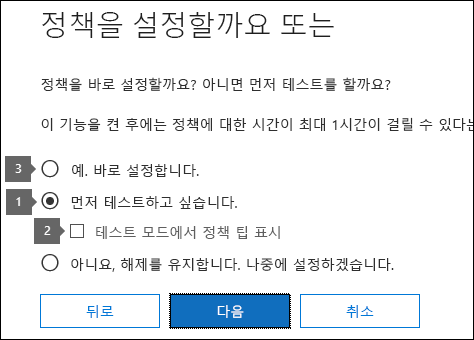 정책을 설정할까요 또는
정책을 바로 설정할까요? 아니면 먼저 테스트를 할까요?
이 기능을 켠 후에는 정책에 대한 시간이 최대 1시간이 걸릴 수 있다는
3 예. 바로 설정합니다.
1 먼저 테스트하고 싶습니다.
2 테스트 모드에서 정책 팁 표시
아니요, 해제를 유지합니다. 나중에 설정하겠습니다.
뒤로 다음 취소